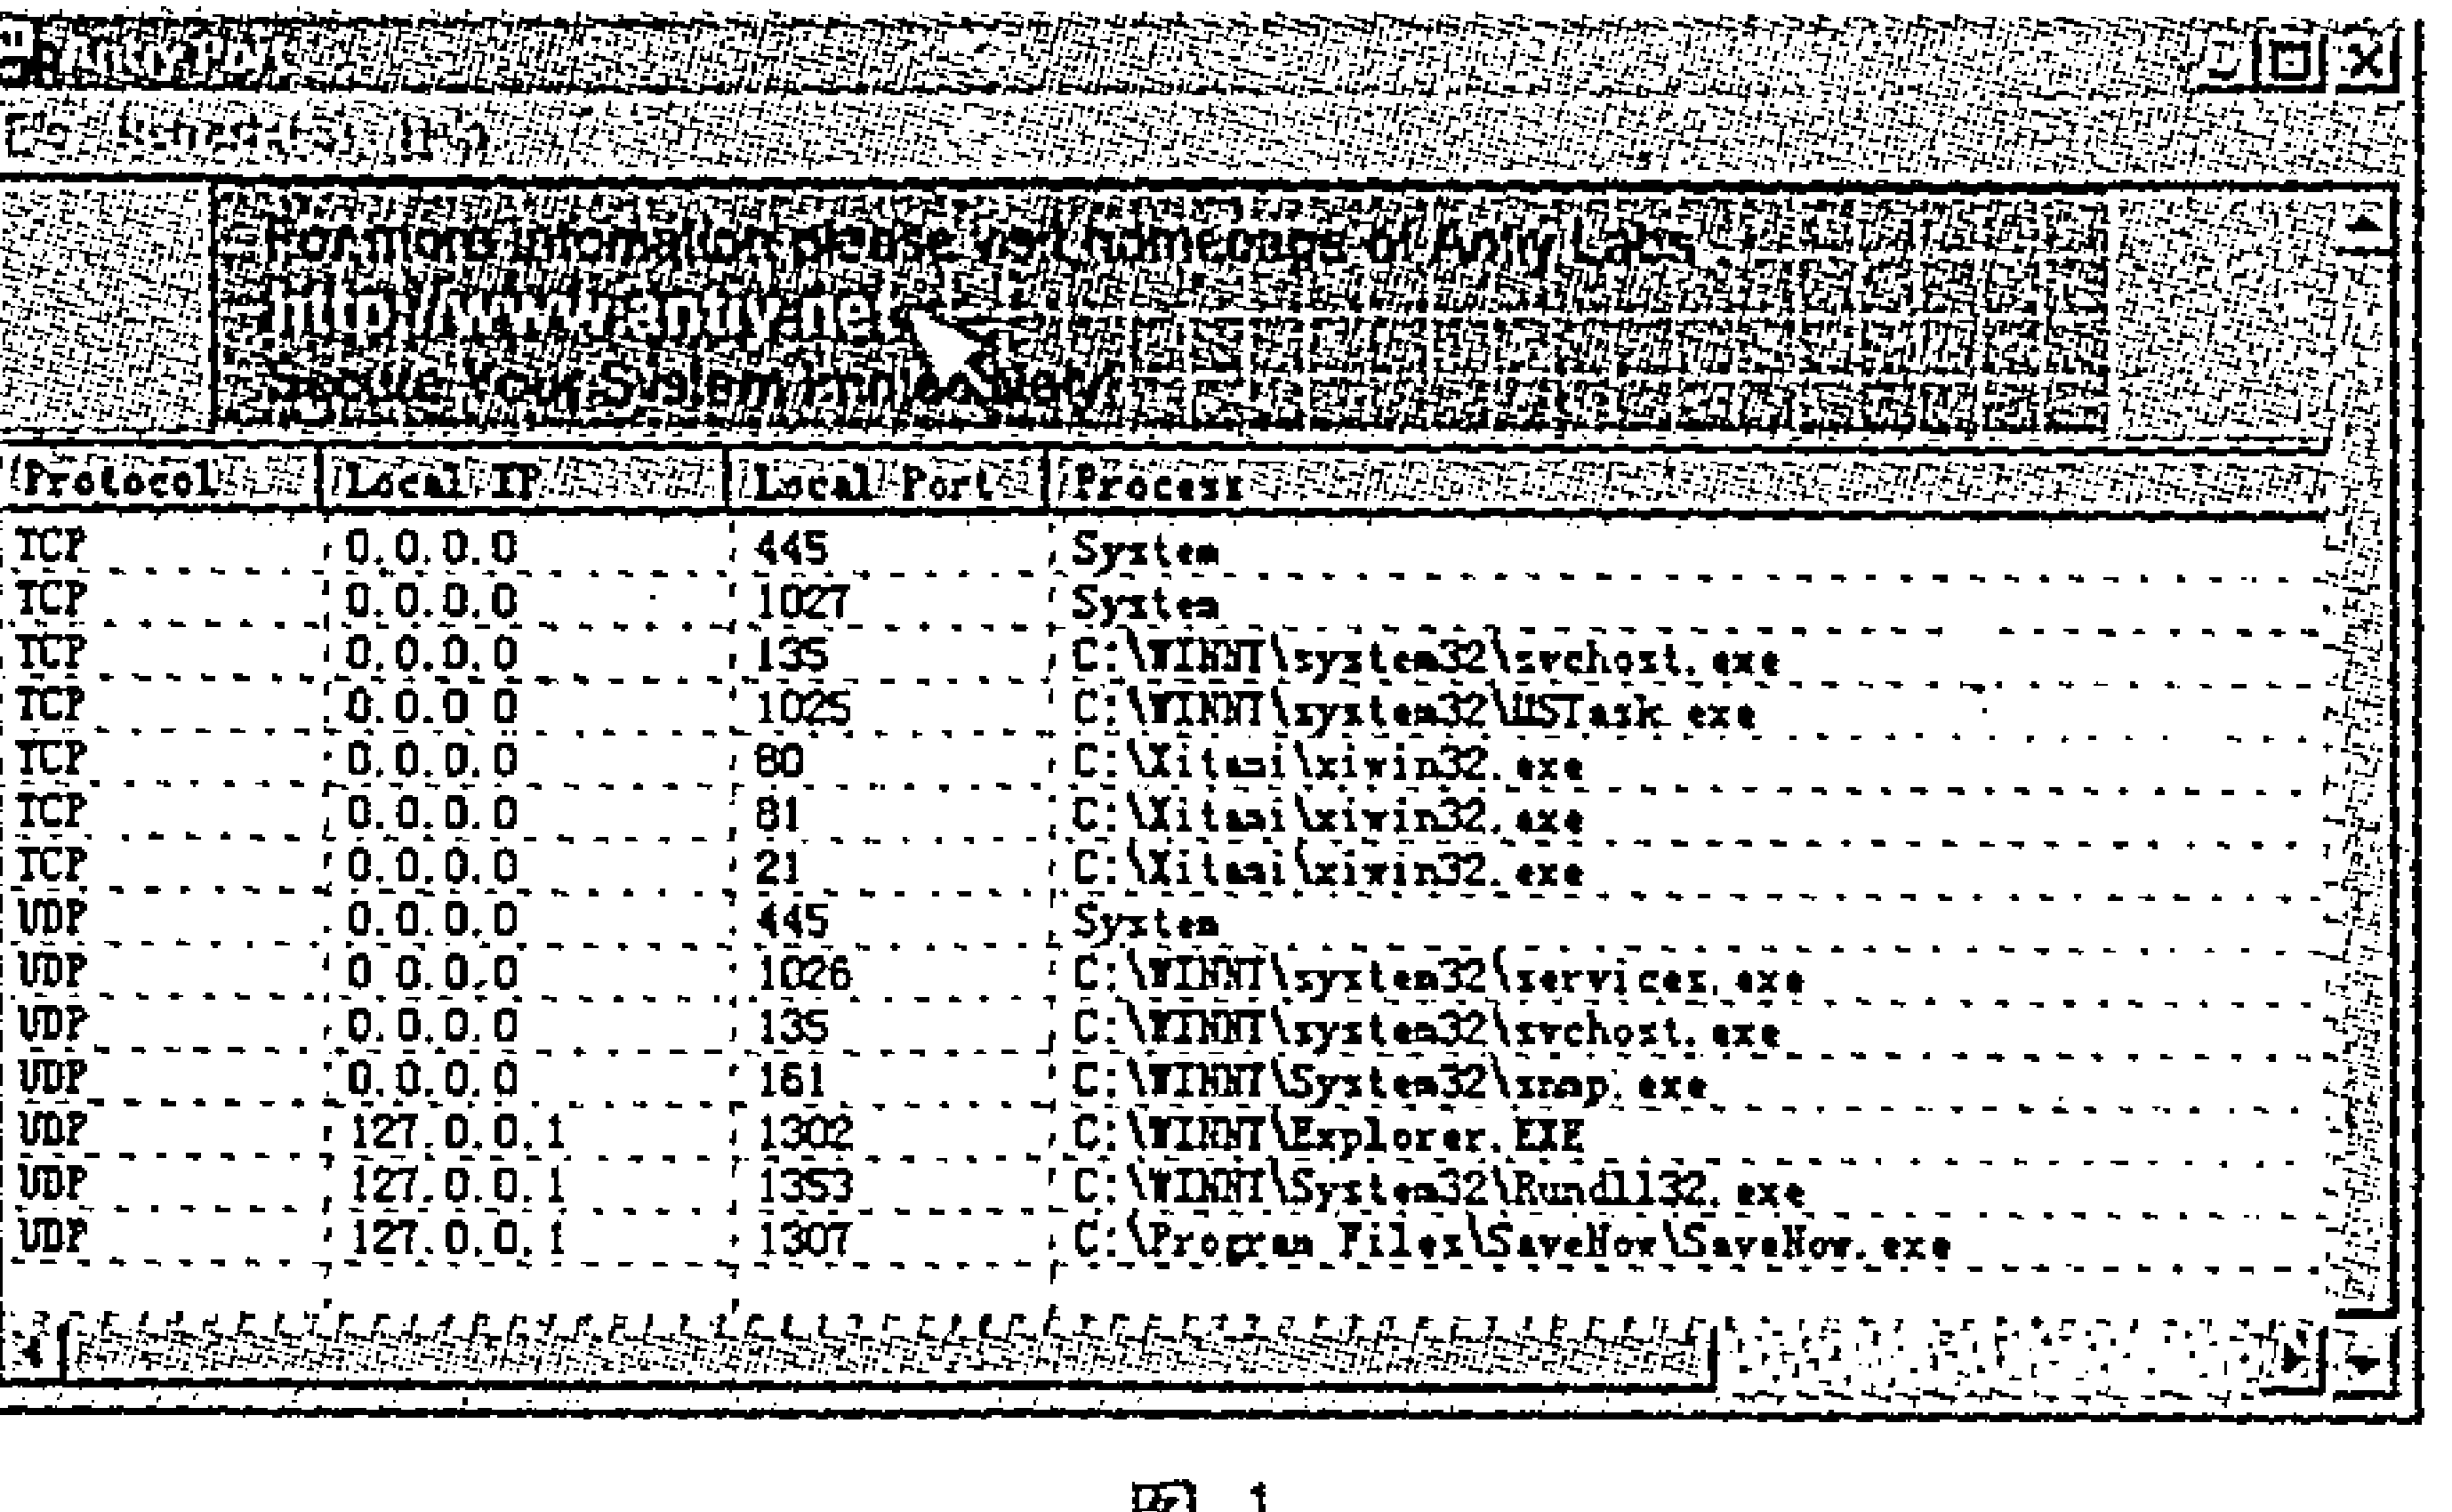 For more infomation please visit homepage of Antiy Labs
http://www.antiy.net
Secure Your System
Protocol Local IP Local Port Process
TCP 0.0.0.0 445 System
TCP 0.0.0.0 1027 System
TCP 0.0.0.0 135 C:\WINNT\system32\svchost.exe
TCP 0.0.0.0 1025 C:\WINNT\system32\MSTask.exe
TCP 0.0.0.0 80 C:\Xitami\xiwin32.exe
TCP 0.0.0.0 81 C:\Xitami\xiwin32.exe
TCP 0.0.0.0 21 C:\Xitami\xiwin32.exe
UDP 0.0.0.0 445 System
UDP 0.0.0.0 1026 C:\WINNT\system32\services.exe
UDP 0.0.0.0 135 C:\WINNT\system32\svchost.exe
UDP 0.0.0.0 161 C:\WINNT\System32\snmp.exe
UDP 127.0.0.1 1302 C:\WINNT\Explorer.EXE
UDP 127.0.0.1 1353 C:\WINNT\System32\Rundll32.exe
UDP 127.0.0.1 1307 C:\Program Files\SaveNow\SaveNow.exe
图 1